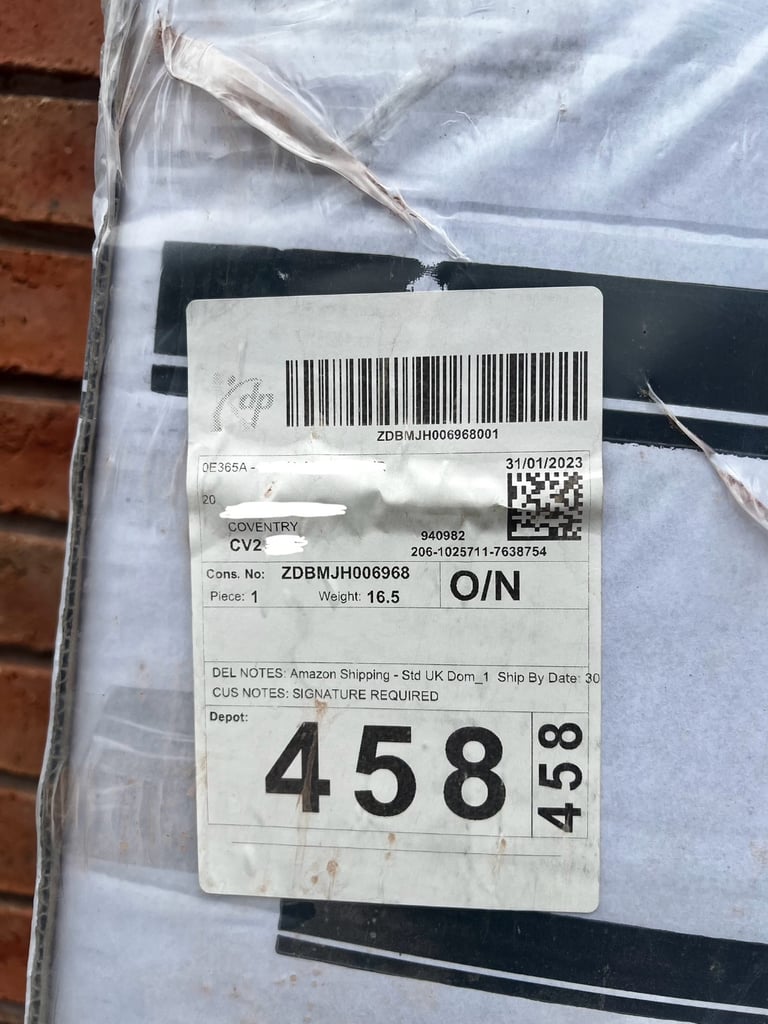 dp
ZDBMJH006968001
0E365A -
31/01/2023
20
COVENTRY
CV2
940982
206-1025711-7638754
Cons. No: ZDBMJH006968
Piece: 1 Weight: 16.5
O/N
DEL NOTES: Amazon Shipping - Std UK Dom_1 Ship By Date: 30
CUS NOTES: SIGNATURE REQUIRED
Depot:
458
458